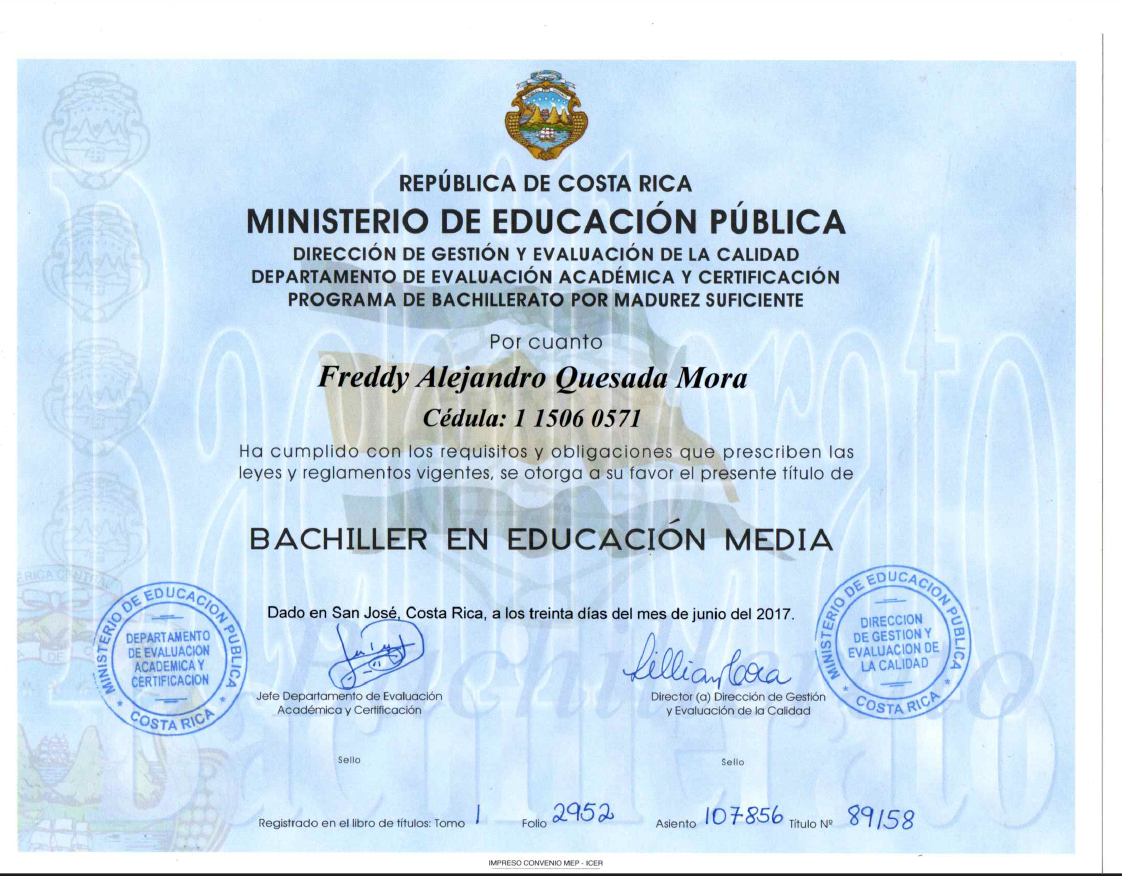 REPÚBLICA DE COSTA RICA
MINISTERIO DE EDUCACIÓN PÚBLICA
DIRECCIÓN DE GESTIÓN Y EVALUACIÓN DE LA CALIDAD
DEPARTAMENTO DE EVALUACIÓN ACADÉMICA Y CERTIFICACIÓN
PROGRAMA DE BACHILLERATO POR MADUREZ SUFICIENTE
Por cuanto
Freddy Alejandro Quesada Mora
Cédula: 1 1506 0571
Ha cumplido con los requisitos y obligaciones que prescriben las
leyes y reglamentos vigentes, se otorga a su favor el presente título de
BACHILLER EN EDUCACIÓN MEDIA
Dado en San José, Costa Rica, a los treinta días del mes de junio del 2017.
MINISTERIO DE EDUCACION PUBLICA
DEPARTAMENTO
DE EVALUACION
ACADEMICA Y
CERTIFICACION
* COSTA RICA *
MINISTERIO DE EDUCACION PUBLICA
DIRECCION
DE GESTION Y
EVALUACION DE
LA CALIDAD
* COSTA RICA *
Jefe Departamento de Evaluación
Académica y Certificación
Director (a) Dirección de Gestión
y Evaluación de la Calidad
Sello
Sello
Registrado en el libro de títulos: Tomo 1 Folio 2952 Asiento 107856 Título Nº 89158
IMPRESO CONVENIO MEP - ICER
Bachillerato
Bachillerato
Bachillerato